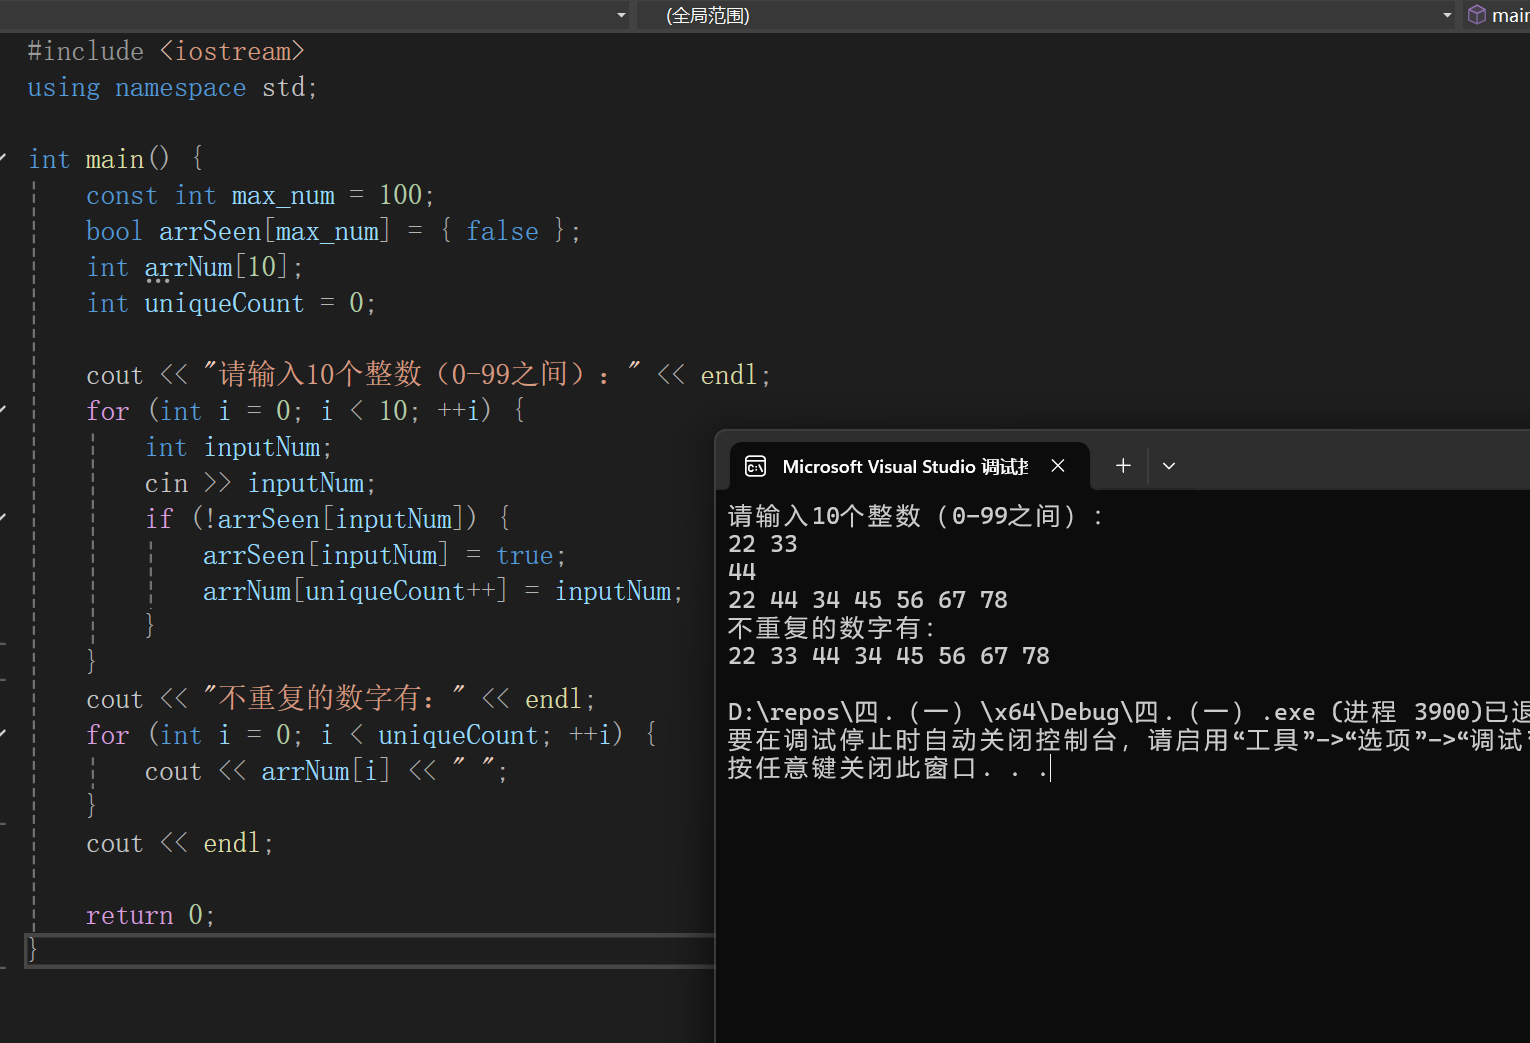 (全局范围)
#include <iostream>
using namespace std;
int main() {
const int max_num = 100;
bool arrSeen[max_num] = { false };
int arrNum[10];
int uniqueCount = 0;
cout << "请输入10个整数（0-99之间）：" << endl;
for (int i = 0; i < 10; ++i) {
int inputNum;
cin >> inputNum;
if (!arrSeen[inputNum]) {
arrSeen[inputNum] = true;
arrNum[uniqueCount++] = inputNum;
}
}
cout << "不重复的数字有：" << endl;
for (int i = 0; i < uniqueCount; ++i) {
cout << arrNum[i] << " ";
}
cout << endl;
return 0;
}
Microsoft Visual Studio 调试
请输入10个整数（0-99之间）：
22 33
44
22 44 34 45 56 67 78
不重复的数字有：
22 33 44 34 45 56 67 78
D:\repos\四.（一）\x64\Debug\四.（一）.exe (进程 3900)已退
要在调试停止时自动关闭控制台，请启用“工具”->“选项”->“调试”
按任意键关闭此窗口. . .